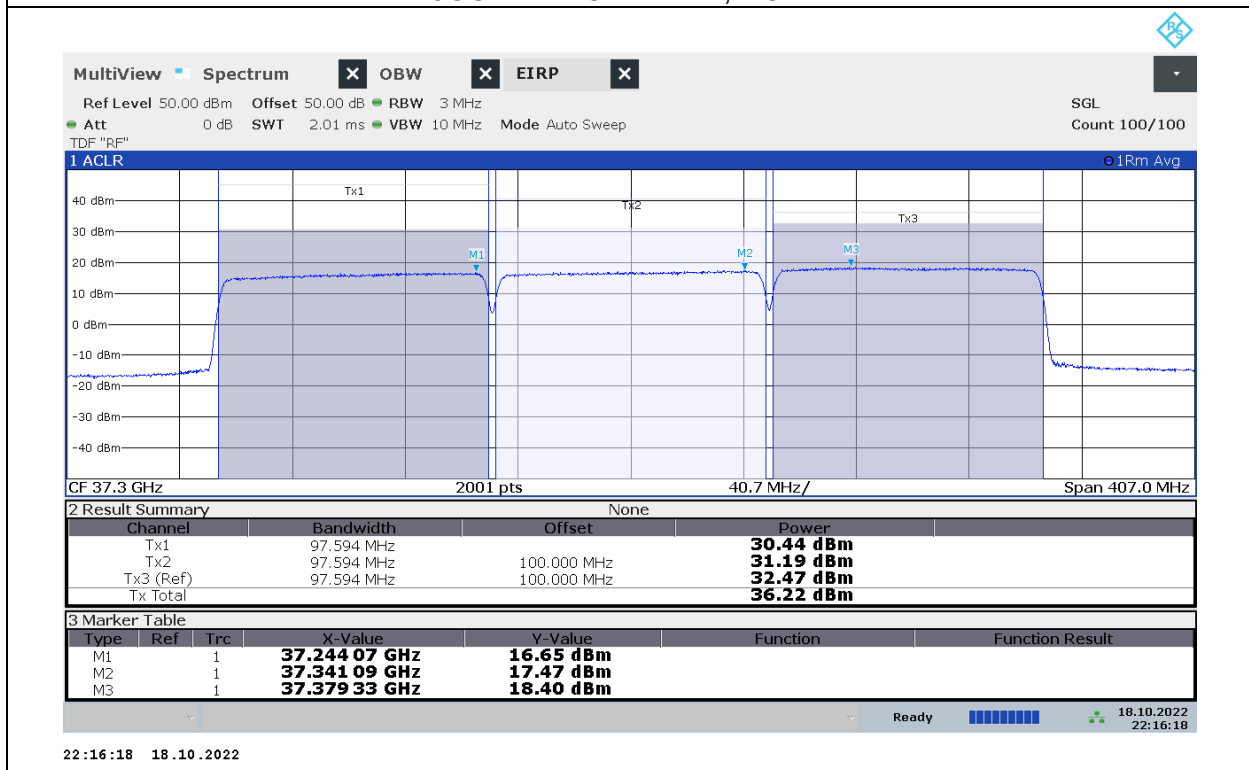 R&S
MultiView Spectrum X OBW X EIRP X
Ref Level 50.00 dBm Offset 50.00 dB RBW 3 MHz SGL
Att 0 dB SWT 2.01 ms VBW 10 MHz Mode Auto Sweep Count 100/100
TDF "RF"
1 ACLR 1Rm Avg
Tx1
40 dBm
Tx2
Tx3
30 dBm
M1
M2
M3
20 dBm
10 dBm
0 dBm
-10 dBm
-20 dBm
-30 dBm
-40 dBm
CF 37.3 GHz 2001 pts 40.7 MHz/ Span 407.0 MHz
2 Result Summary None
Channel Bandwidth Offset Power
Tx1 97.594 MHz 30.44 dBm
Tx2 97.594 MHz 100.000 MHz 31.19 dBm
Tx3 (Ref) 97.594 MHz 100.000 MHz 32.47 dBm
Tx Total 36.22 dBm
3 Marker Table
Type Ref Trc X-Value Y-Value Function Function Result
M1 1 37.244 07 GHz 16.65 dBm
M2 1 37.341 09 GHz 17.47 dBm
M3 1 37.379 33 GHz 18.40 dBm
Ready 18.10.2022
22:16:18
22:16:18 18.10.2022